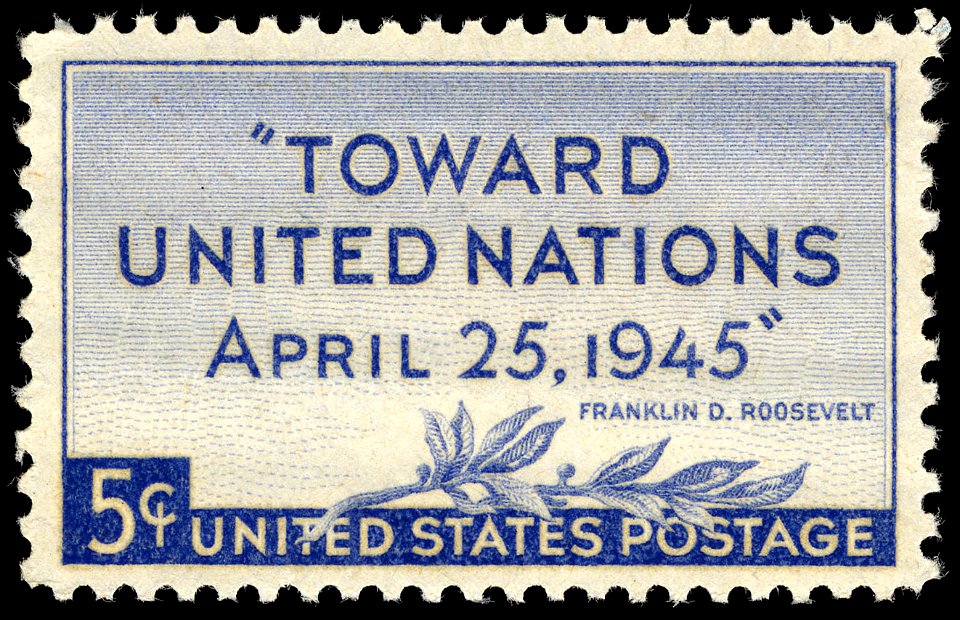 "TOWARD
UNITED NATIONS
APRIL 25, 1945"
FRANKLIN D. ROOSEVELT
5¢
UNITED STATES POSTAGE